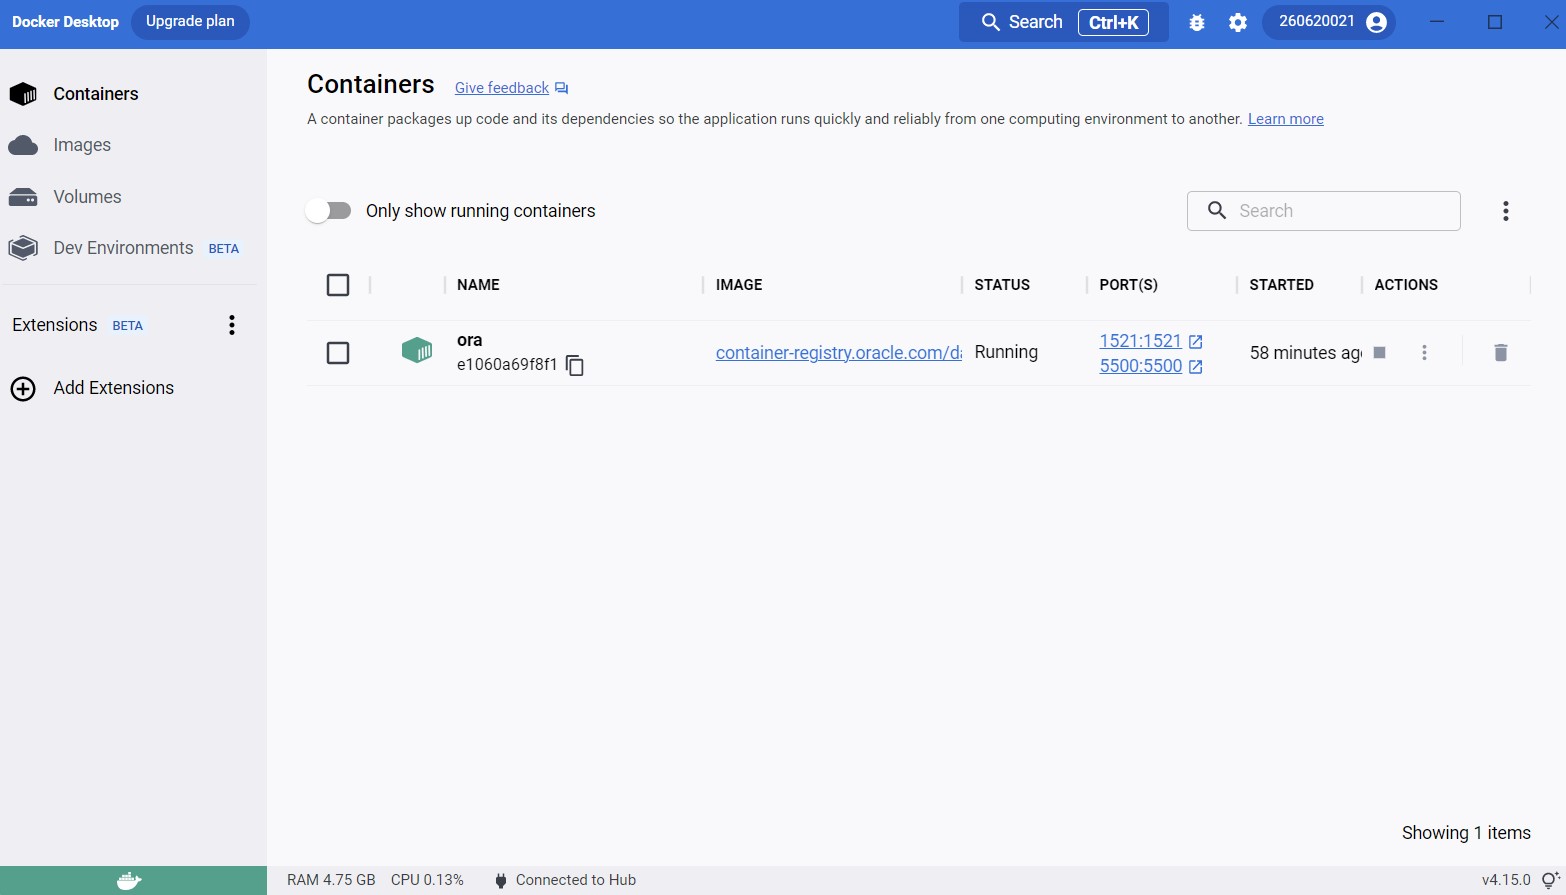 Docker Desktop Upgrade plan Search Ctrl+K 260620021
Containers
Images
Volumes
Dev Environments BETA
Extensions BETA
Add Extensions
Containers Give feedback
A container packages up code and its dependencies so the application runs quickly and reliably from one computing environment to another. Learn more
Only show running containers Search
NAME IMAGE STATUS PORT(S) STARTED ACTIONS
ora
e1060a69f8f1
container-registry.oracle.com/da
Running
1521:1521
5500:5500
58 minutes ago
Showing 1 items
RAM 4.75 GB CPU 0.13% Connected to Hub v4.15.0